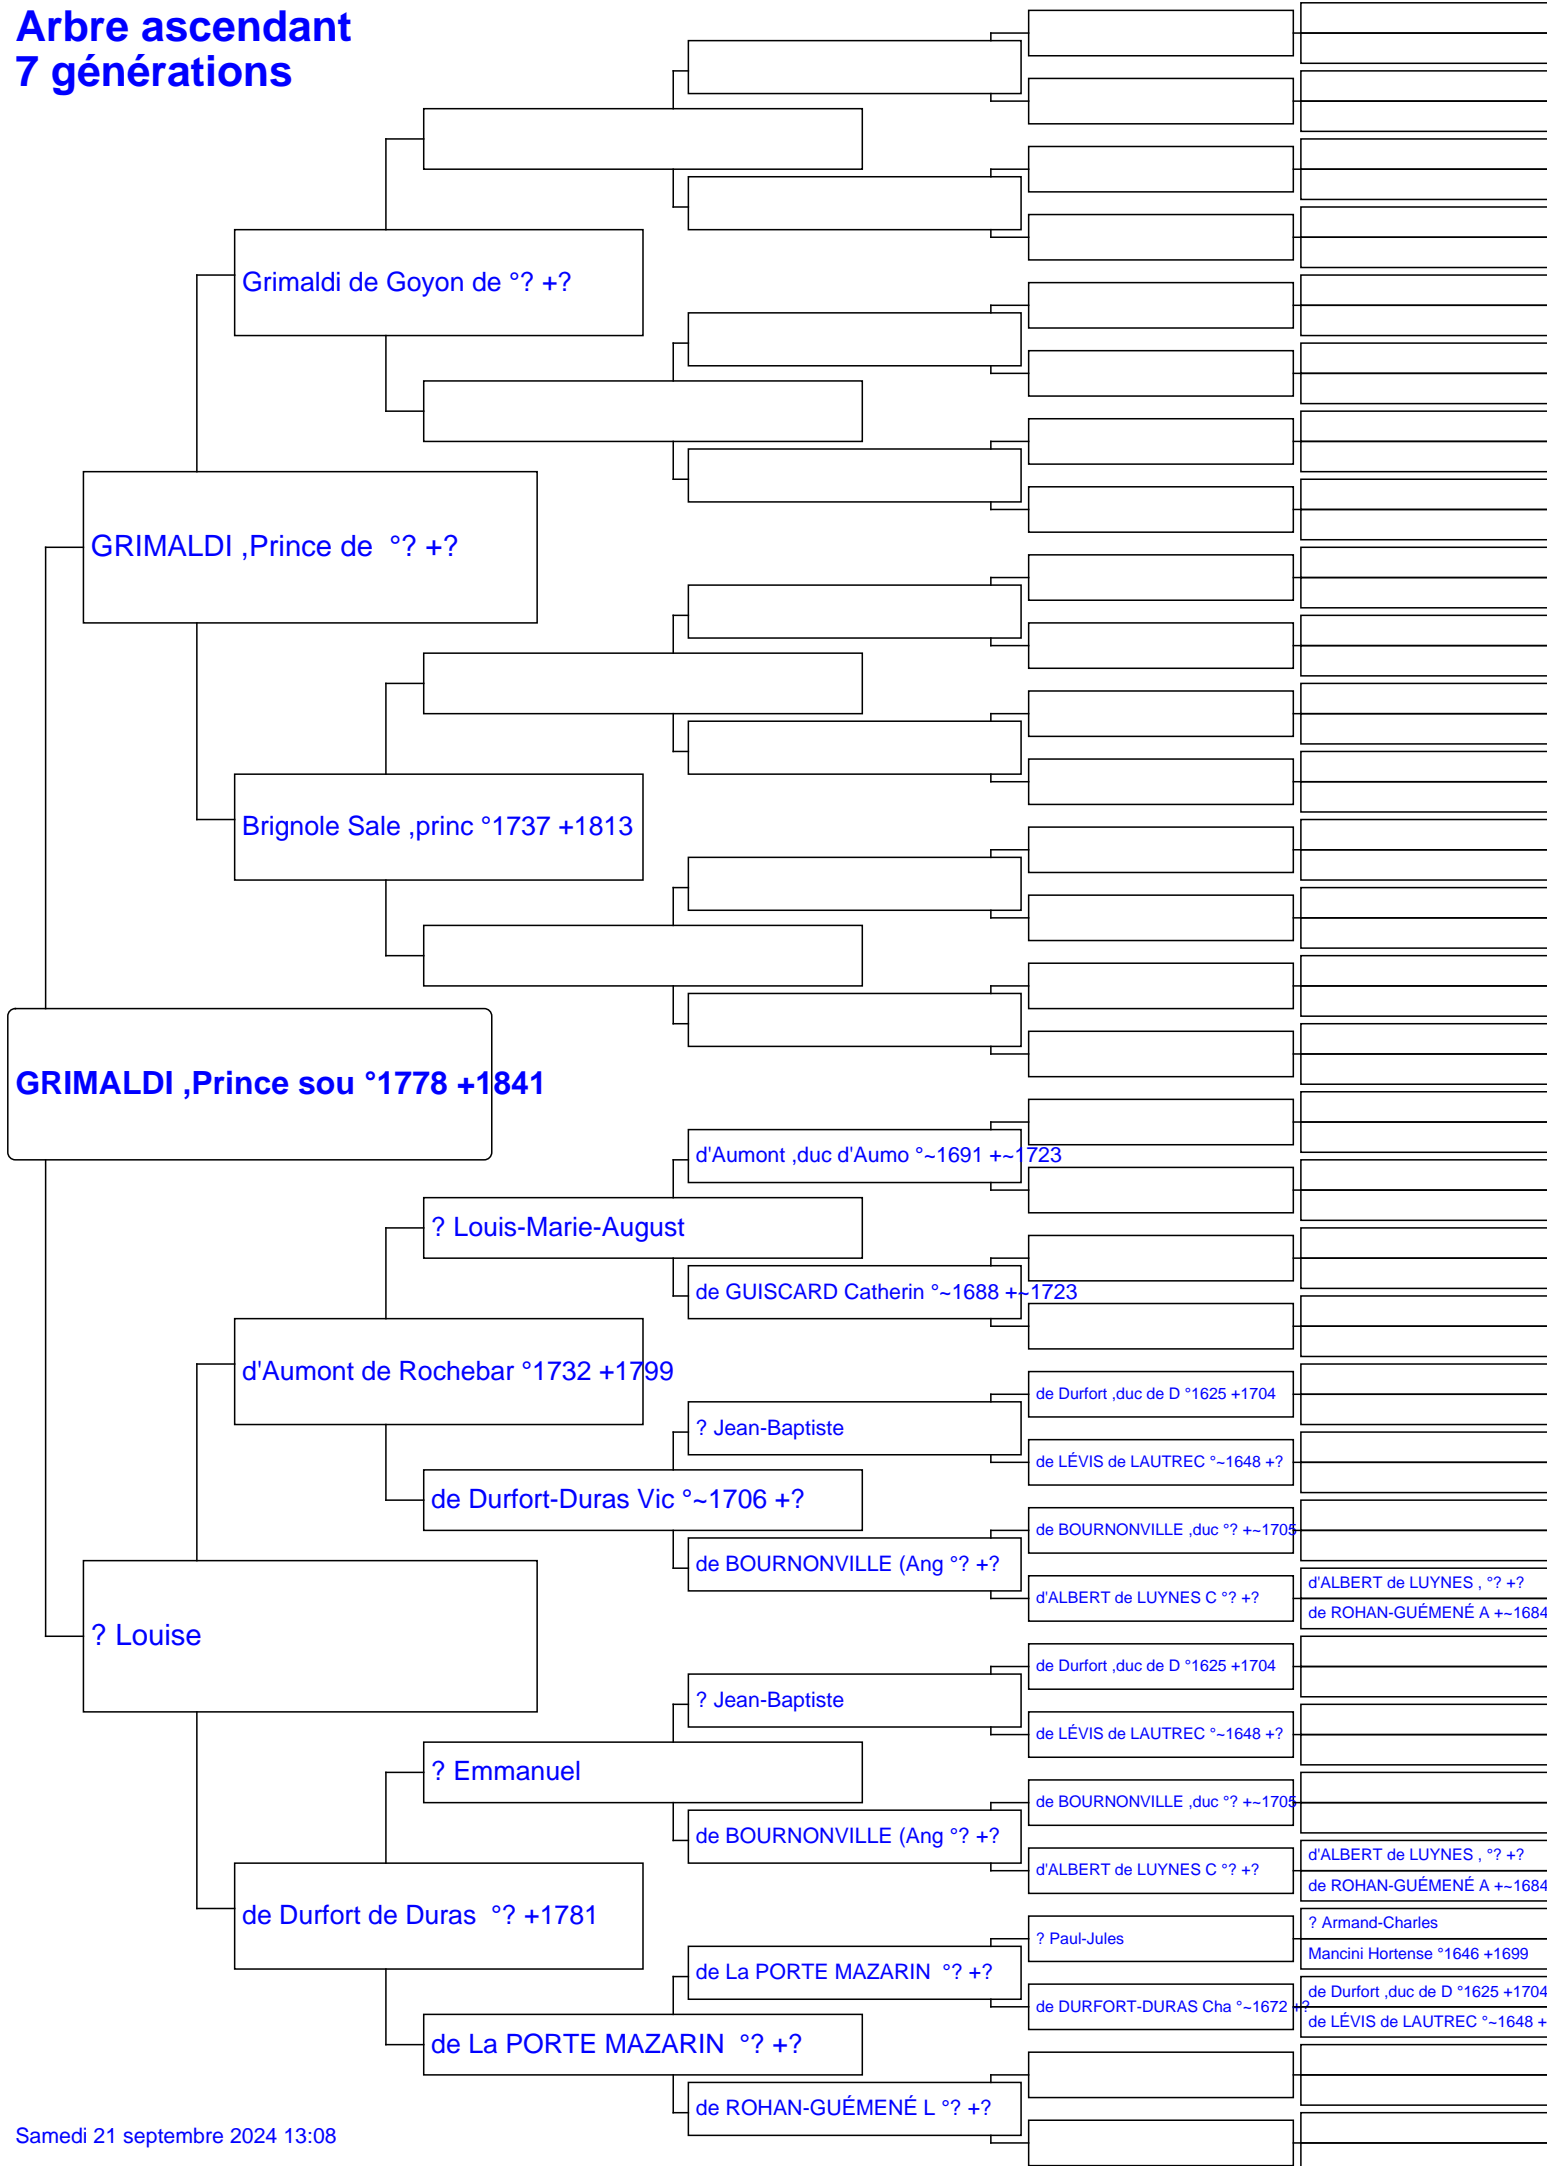 Arbre ascendant
7 générations
Grimaldi de Goyon de °? +?
GRIMALDI ,Prince de °? +?
Brignole Sale ,princ °1737 +1813
GRIMALDI ,Prince sou °1778 +1841
d'Aumont ,duc d'Aumo °~1691 +~1723
? Louis-Marie-August
de GUISCARD Catherin °~1688 +~1723
d'Aumont de Rochebar °1732 +1799
de Durfort ,duc de D °1625 +1704
? Jean-Baptiste
de LÉVIS de LAUTREC °~1648 +?
de Durfort-Duras Vic °~1706 +?
de BOURNONVILLE ,duc °? +~1705
de BOURNONVILLE (Ang °? +?
d'ALBERT de LUYNES , °? +?
d'ALBERT de LUYNES C °? +?
de ROHAN-GUÉMENÉ A +~1684
? Louise
de Durfort ,duc de D °1625 +1704
? Jean-Baptiste
de LÉVIS de LAUTREC °~1648 +?
? Emmanuel
de BOURNONVILLE ,duc °? +~1705
de BOURNONVILLE (Ang °? +?
d'ALBERT de LUYNES , °? +?
d'ALBERT de LUYNES C °? +?
de ROHAN-GUÉMENÉ A +~1684
de Durfort de Duras °? +1781
? Armand-Charles
? Paul-Jules
Mancini Hortense °1646 +1699
de La PORTE MAZARIN °? +?
de Durfort ,duc de D °1625 +1704
de DURFORT-DURAS Cha °~1672 +?
de LÉVIS de LAUTREC °~1648 +
de La PORTE MAZARIN °? +?
de ROHAN-GUÉMENÉ L °? +?
Samedi 21 septembre 2024 13:08